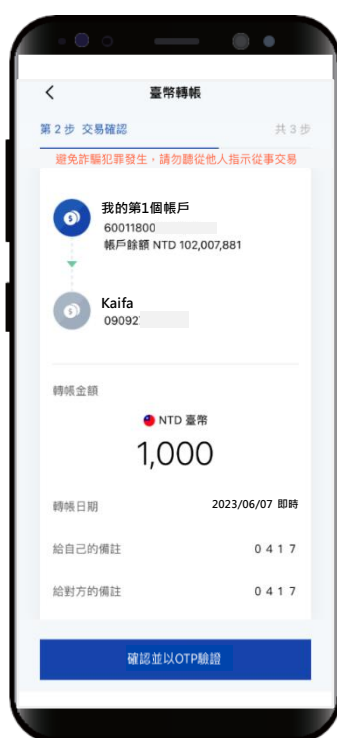 臺幣轉帳
第2步 交易確認
共3步
避免詐騙犯罪發生,請勿聽從他人指示從事交易
我的第1個帳戶
60011800
帳戶餘額 NTD 102,007,881
Kaifa
09092
轉帳金額
NTD 臺幣
1,000
轉帳日期
2023/06/07 即時
給自己的備註
0417
給對方的備註
0417
確認並以OTP驗證